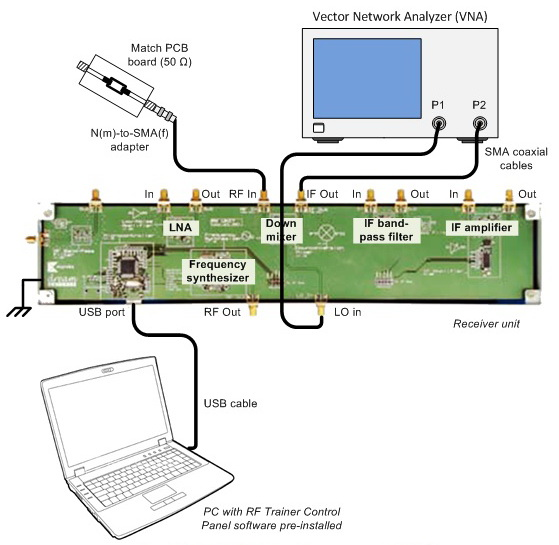 Vector Network Analyzer (VNA)
Match PCB
board (50 Ω)
P1
P2
N(m)-to-SMA(f)
adapter
SMA coaxial
cables
In
Out
RF In
IF Out
In
Out
In
Out
LNA
Down
mixer
IF band-
pass filter
IF amplifier
Frequency
synthesizer
USB port
RF Out
LO in
Receiver unit
USB cable
PC with RF Trainer Control
Panel software pre-installed